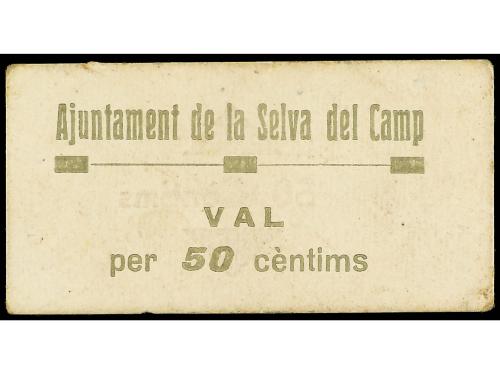 Ajuntament de la Selva del Camp
VAL
per 50 cèntims